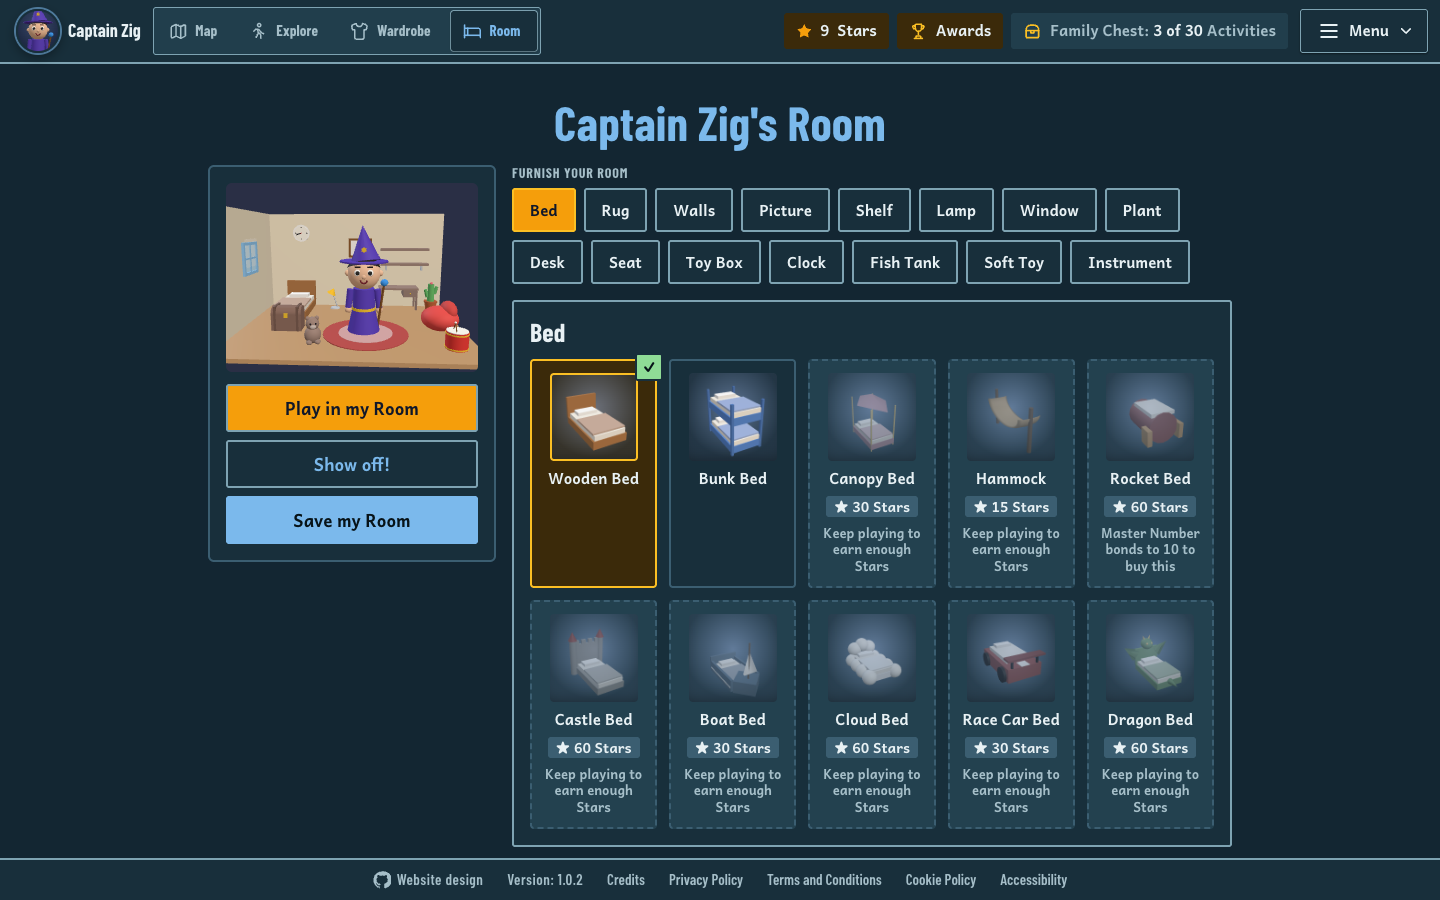 Captain Zig
Map
Explore
Wardrobe
Room
9 Stars
Awards
Family Chest: 3 of 30 Activities
Menu
Captain Zig's Room
FURNISH YOUR ROOM
Bed
Rug
Walls
Picture
Shelf
Lamp
Window
Plant
Desk
Seat
Toy Box
Clock
Fish Tank
Soft Toy
Instrument
Play in my Room
Show off!
Save my Room
Bed
Wooden Bed
Bunk Bed
Canopy Bed
30 Stars
Keep playing to
earn enough
Stars
Hammock
15 Stars
Keep playing to
earn enough
Stars
Rocket Bed
60 Stars
Master Number
bonds to 10 to
buy this
Castle Bed
60 Stars
Keep playing to
earn enough
Stars
Boat Bed
30 Stars
Keep playing to
earn enough
Stars
Cloud Bed
60 Stars
Keep playing to
earn enough
Stars
Race Car Bed
30 Stars
Keep playing to
earn enough
Stars
Dragon Bed
60 Stars
Keep playing to
earn enough
Stars
Website design
Version: 1.0.2
Credits
Privacy Policy
Terms and Conditions
Cookie Policy
Accessibility